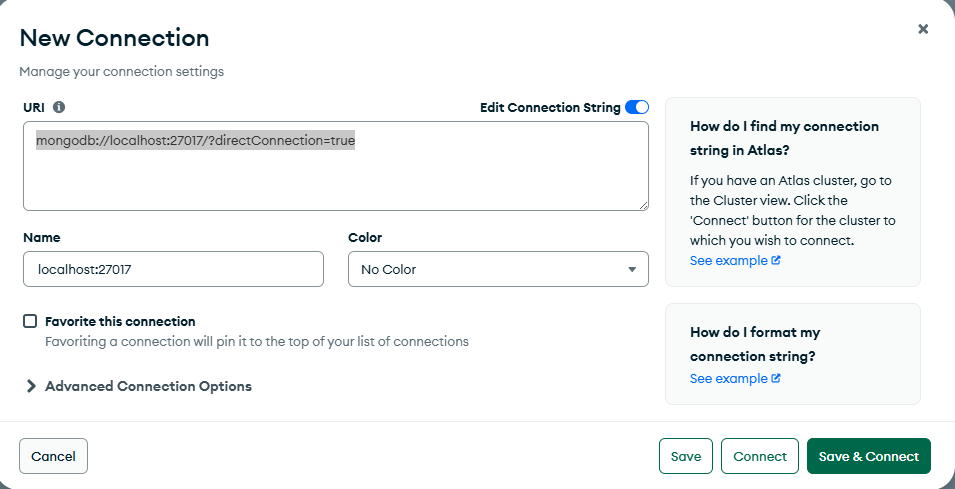 New Connection
Manage your connection settings
URI
Edit Connection String
mongodb://localhost:27017/?directConnection=true
Name
Color
localhost:27017
No Color
Favorite this connection
Favoriting a connection will pin it to the top of your list of connections
Advanced Connection Options
How do I find my connection
string in Atlas?
If you have an Atlas cluster, go to
the Cluster view. Click the
'Connect' button for the cluster to
which you wish to connect.
See example
How do I format my
connection string?
See example
Cancel
Save
Connect
Save & Connect